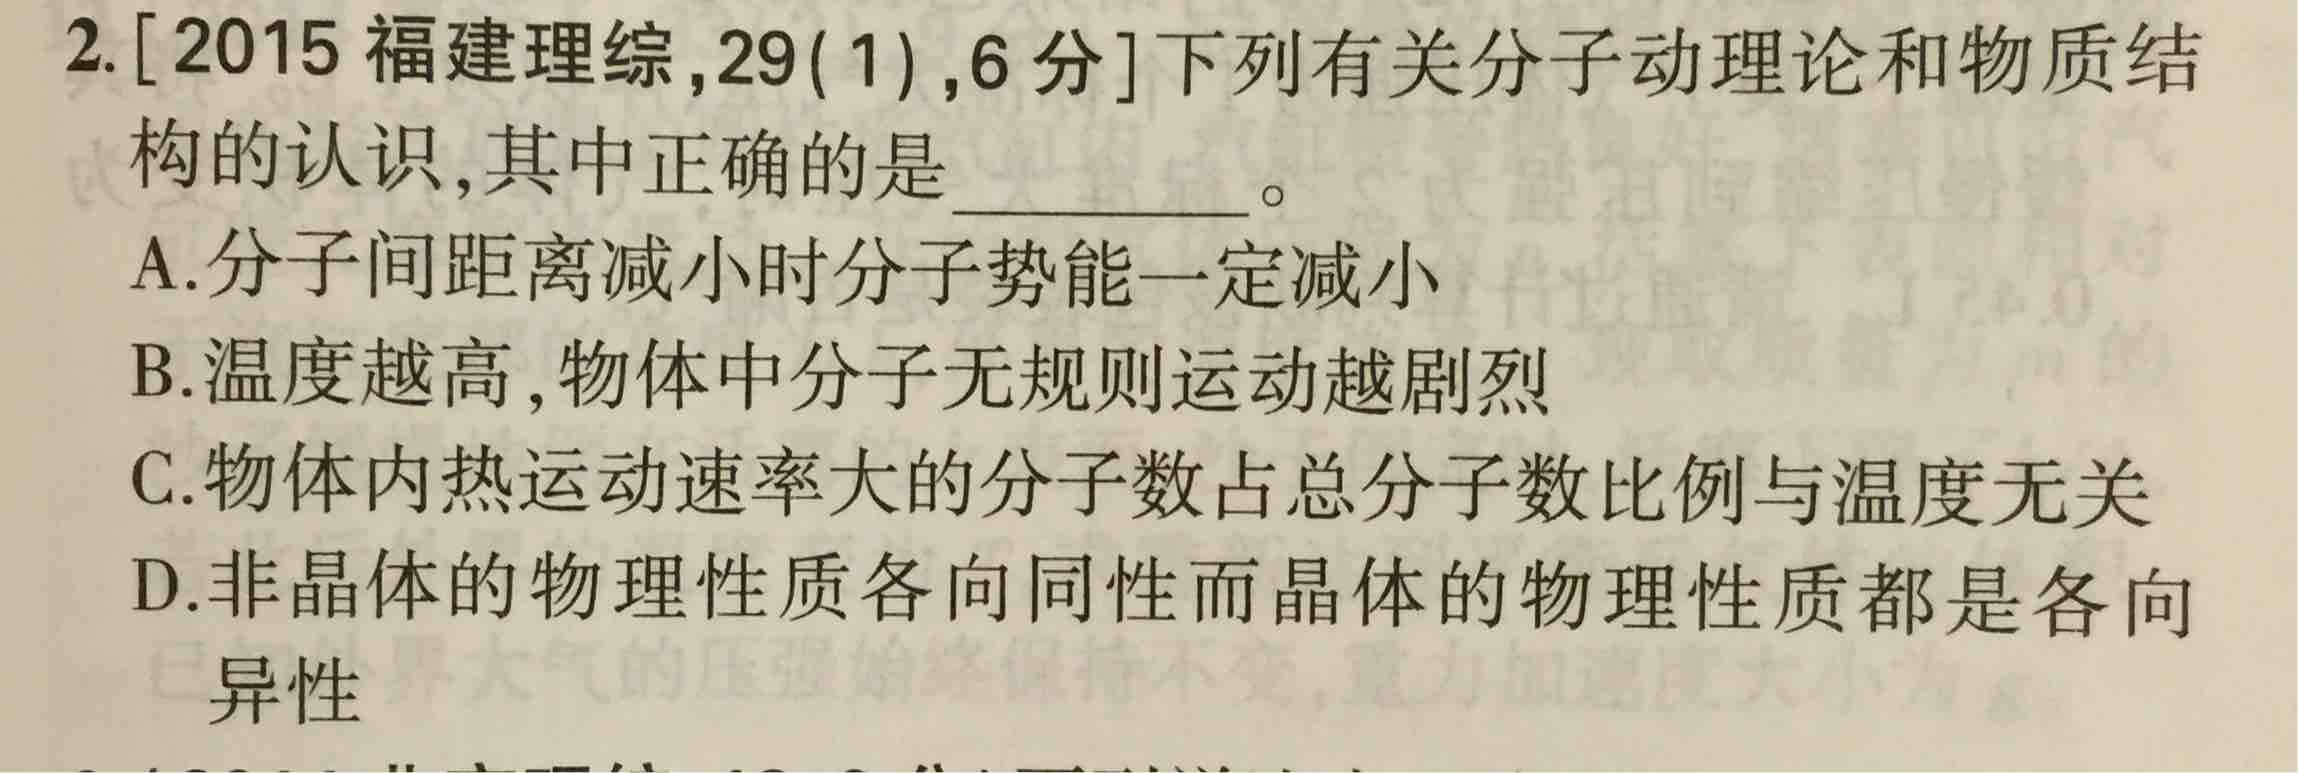 2.[2015 福建理综,29(1),6 分]下列有关分子动理论和物质结
构的认识,其中正确的是________。
A.分子间距离减小时分子势能一定减小
B.温度越高,物体中分子无规则运动越剧烈
C.物体内热运动速率大的分子数占总分子数比例与温度无关
D.非晶体的物理性质各向同性而晶体的物理性质都是各向
异性